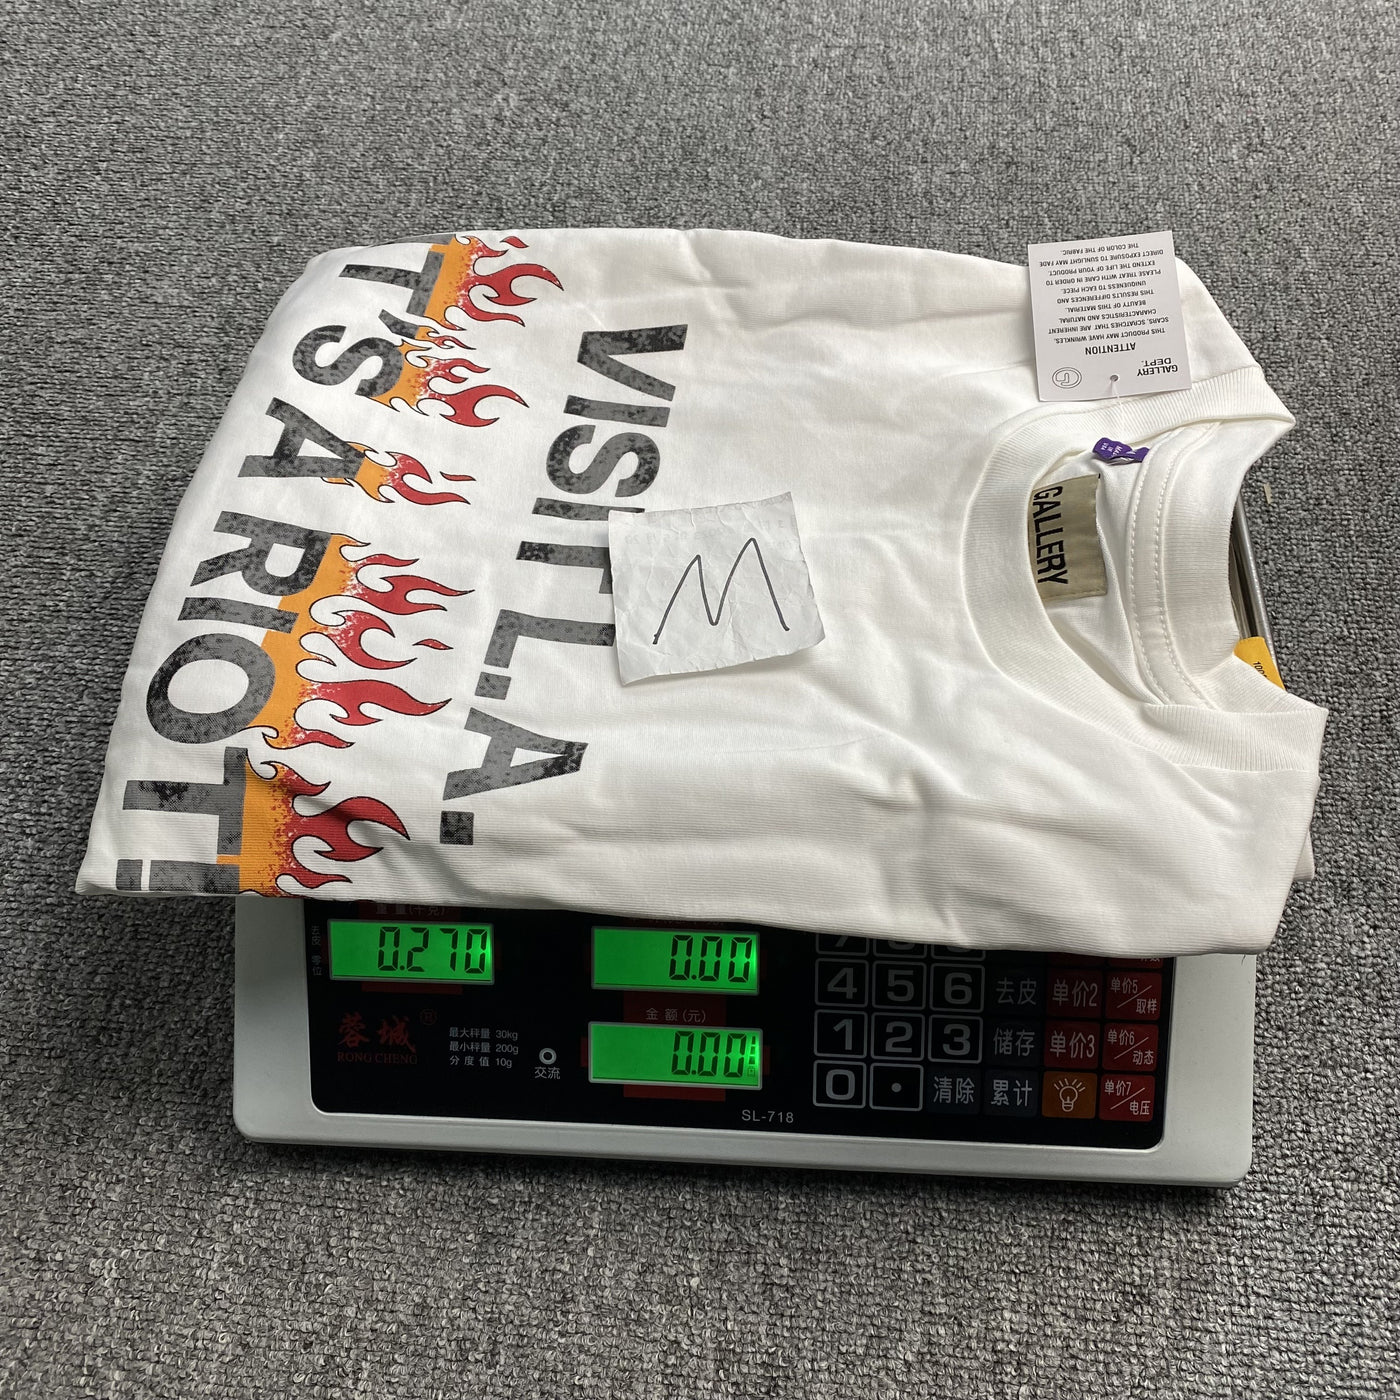 VISIT L.A.
T'S A RIOT!
M
GALLERY
GALLERY
DEPT.
ATTENTION
THIS PRODUCT MAY HAVE WRINKLES,
SCARS, SCRATCHES THAT ARE INHERENT
CHARACTERISTICS AND NATURAL
BEAUTY OF THIS MATERIAL
THIS RESULTS DIFFERENCES AND
UNIQUENESS TO EACH PIECE.
PLEASE TREAT WITH CARE IN ORDER TO
EXTEND THE LIFE OF YOUR PRODUCT.
DIRECT EXPOSURE TO SUNLIGHT MAY FADE
THE COLOR OF THE FABRIC.
去皮 零位
0.270
0.00
金额(元)
0.00
蓉城®
RONG CHENG
最大秤量 30kg
最小秤量 200g
分度值 10g
交流
SL-718
4 5 6 去皮 单价2 单价5/取样
1 2 3 储存 单价3 单价6/动态
0 . 清除 累计 单价7/电压